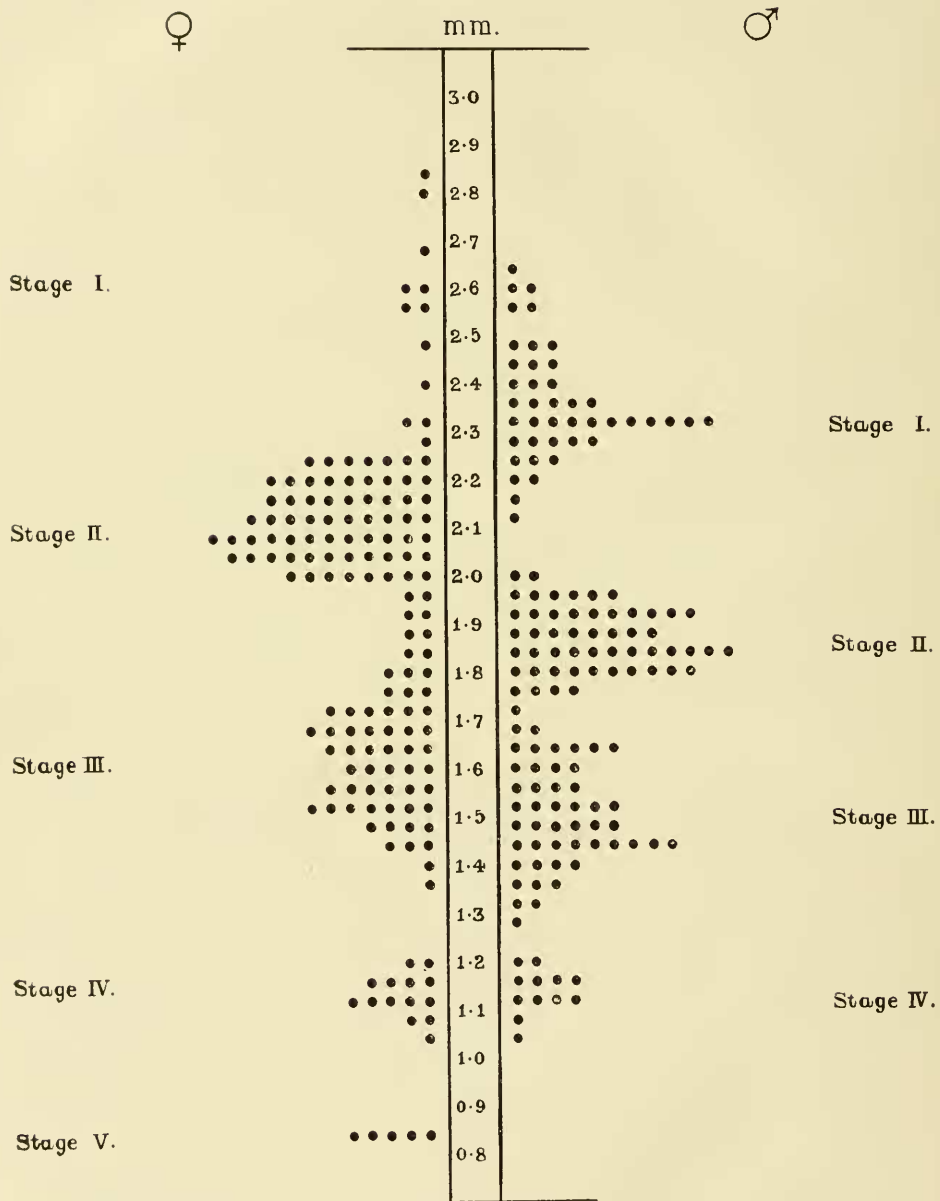 ♀ mm. ♂
3·0
2·9
2·8
2·7
Stage I.
2·6
2·5
2·4
2·3
Stage I.
2·2
2·1
Stage II.
2·0
1·9
Stage II.
1·8
1·7
Stage III.
1·6
1·5
Stage III.
1·4
1·3
1·2
Stage IV.
1·1
Stage IV.
1·0
0·9
Stage V.
0·8